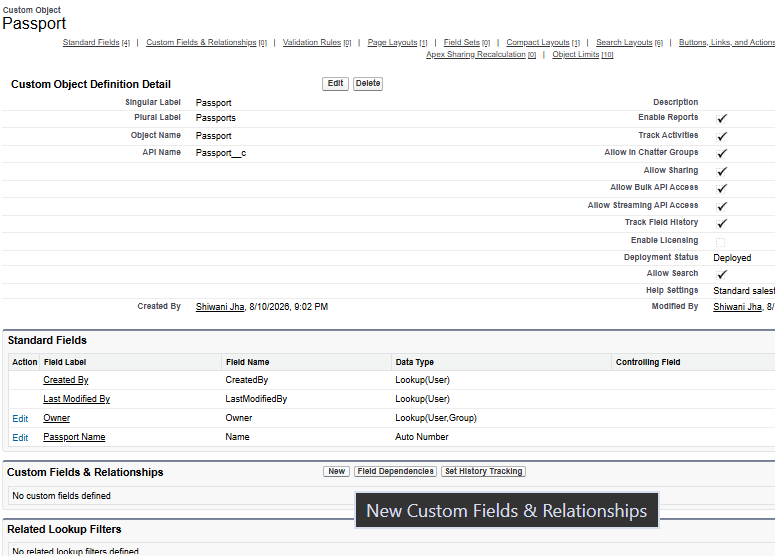 Custom Object
Passport
Standard Fields [4] | Custom Fields & Relationships [0] | Validation Rules [0] | Page Layouts [1] | Field Sets [0] | Compact Layouts [1] | Search Layouts [6] | Buttons, Links, and Actions
Apex Sharing Recalculation [0] | Object Limits [10]
Custom Object Definition Detail Edit Delete
Singular Label Passport Description
Plural Label Passports Enable Reports ✓
Object Name Passport Track Activities ✓
API Name Passport__c Allow in Chatter Groups ✓
Allow Sharing ✓
Allow Bulk API Access ✓
Allow Streaming API Access ✓
Track Field History ✓
Enable Licensing
Deployment Status Deployed
Allow Search ✓
Help Settings Standard salesf
Created By Shiwani Jha, 8/10/2026, 9:02 PM Modified By Shiwani Jha, 8/
Standard Fields
Action Field Label Field Name Data Type Controlling Field
Created By CreatedBy Lookup(User)
Last Modified By LastModifiedBy Lookup(User)
Edit Owner Owner Lookup(User,Group)
Edit Passport Name Name Auto Number
Custom Fields & Relationships New Field Dependencies Set History Tracking
No custom fields defined
New Custom Fields & Relationships
Related Lookup Filters
No related lookup filters defined